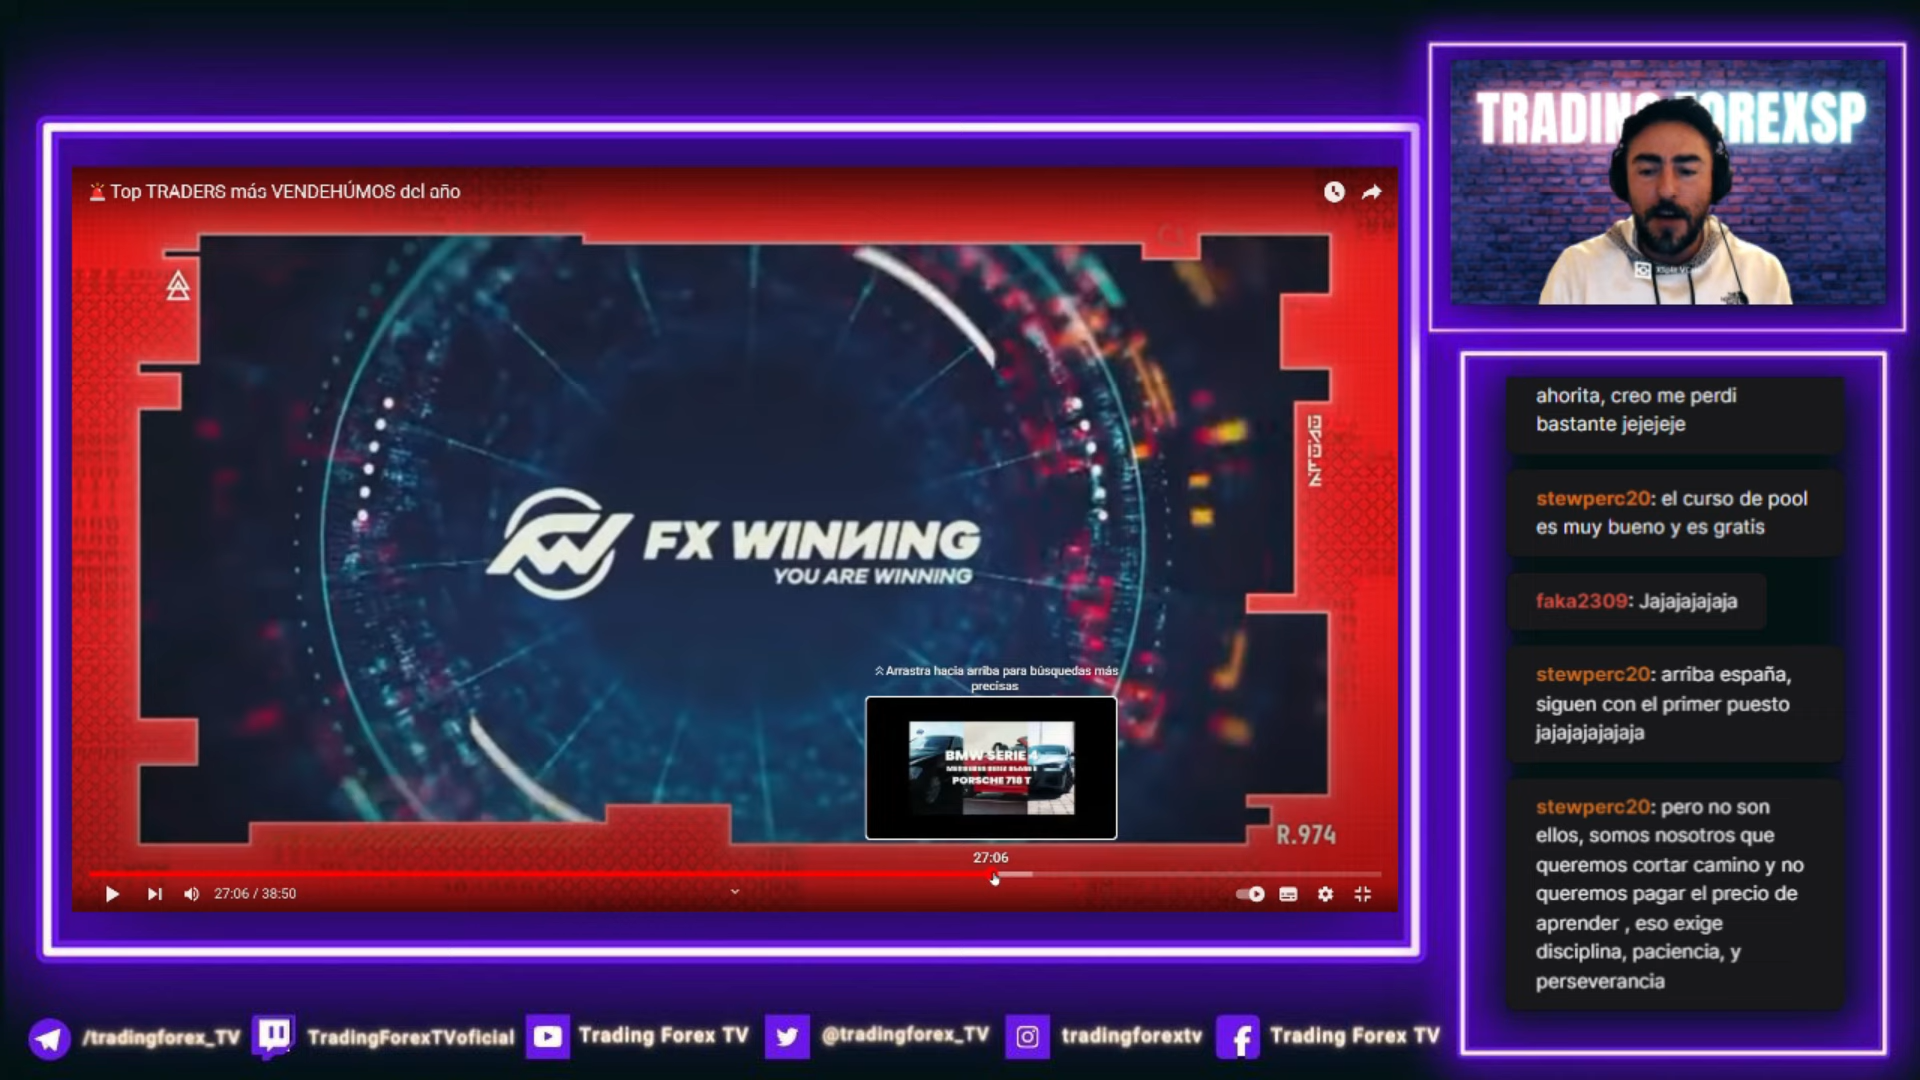 Top TRADERS más VENDEHÚMOS del año
FX WINNING
YOU ARE WINNING
Arrastra hacia arriba para búsquedas más
precisas
BMW SERIE 4
PORSCHE 718 T
27:06
R.974
27:06 / 38:50
TRADING FOREXSP
ahorita, creo me perdi
bastante jejejeje
stewperc20: el curso de pool
es muy bueno y es gratis
faka2309: Jajajajajaja
stewperc20: arriba españa,
siguen con el primer puesto
jajajajajajaja
stewperc20: pero no son
ellos, somos nosotros que
queremos cortar camino y no
queremos pagar el precio de
aprender , eso exige
disciplina, paciencia, y
perseverancia
/tradingforex_TV
TradingForexTVoficial
Trading Forex TV
@tradingforex_TV
tradingforextv
Trading Forex TV